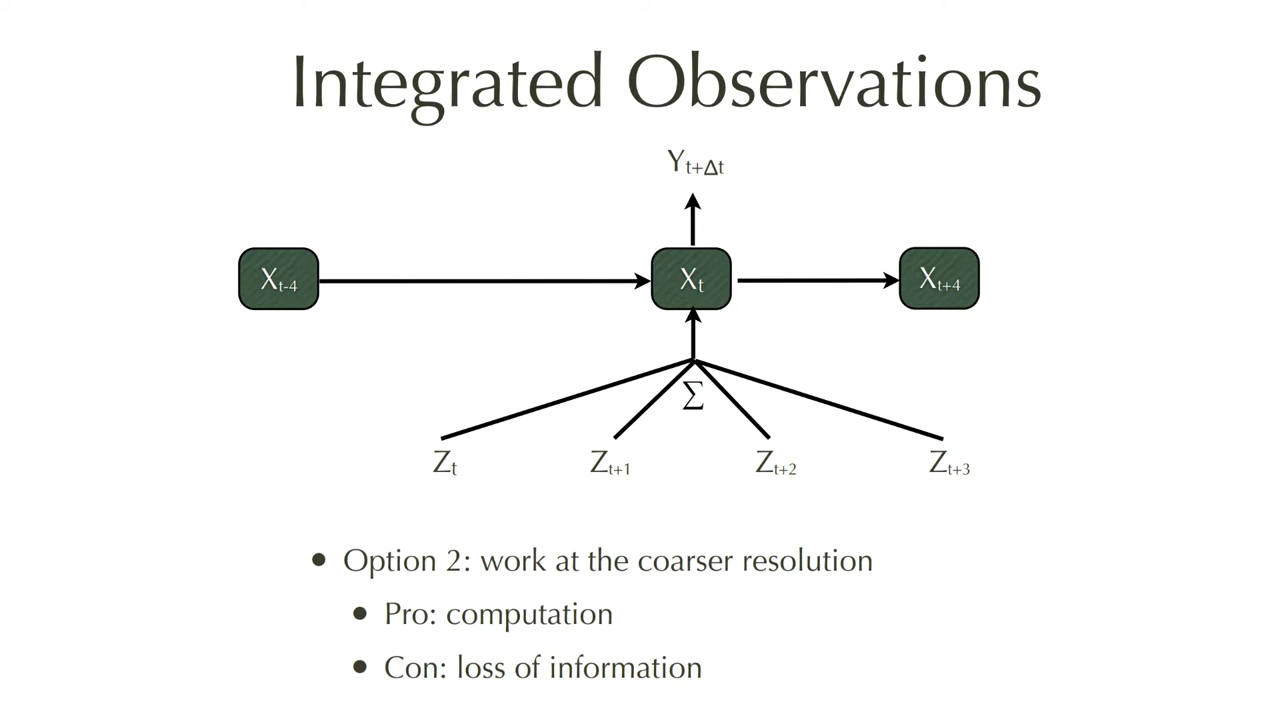 Integrated Observations
Yt+Δt
Xt-4
Xt
Xt+4
Σ
Zt
Zt+1
Zt+2
Zt+3
• Option 2: work at the coarser resolution
• Pro: computation
• Con: loss of information